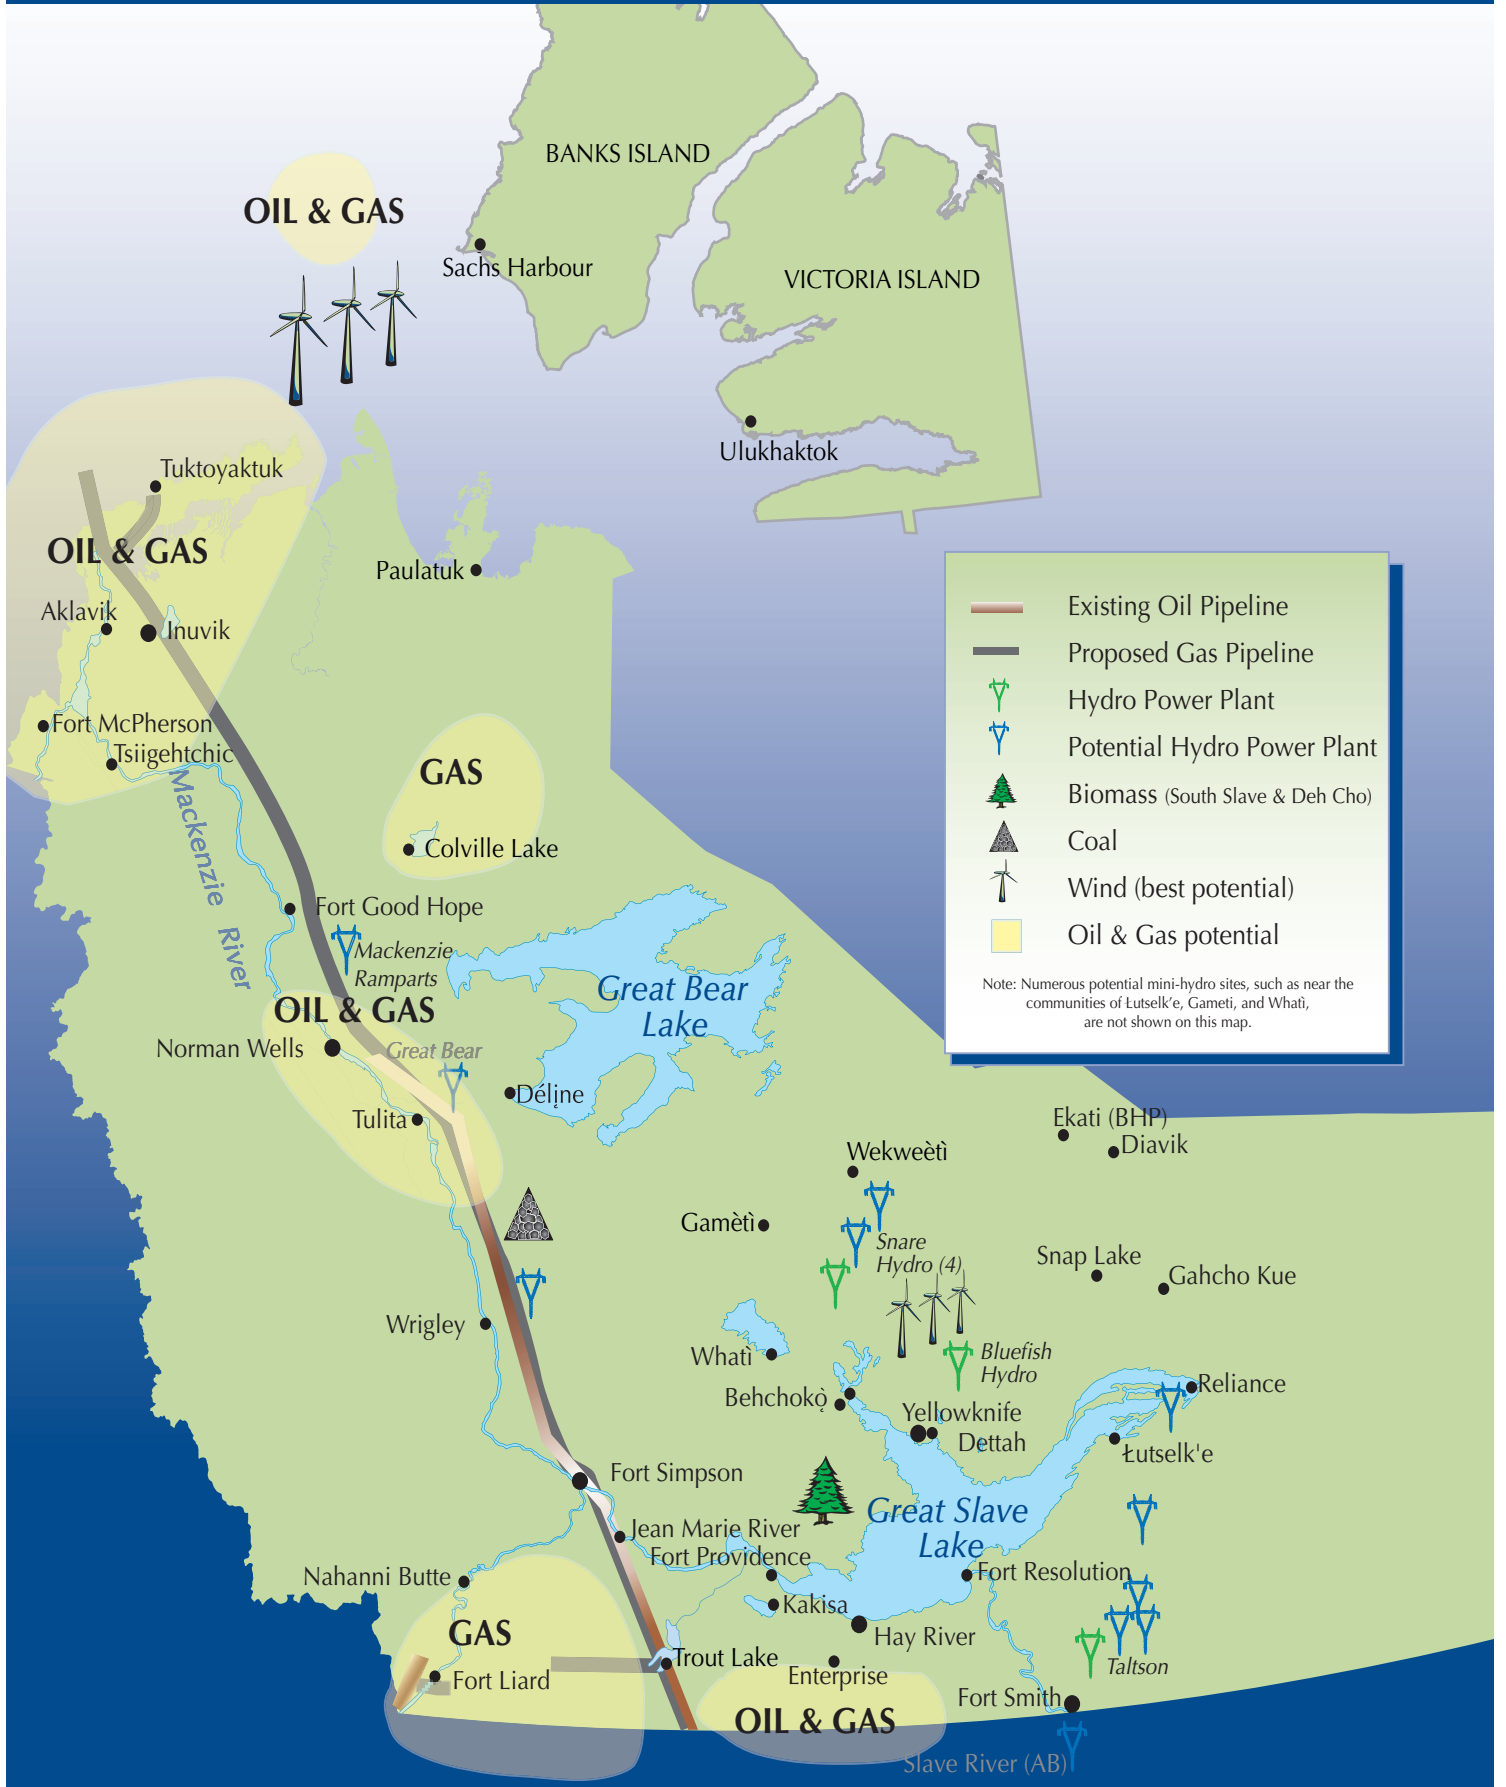 BANKS ISLAND
OIL & GAS
Sachs Harbour
VICTORIA ISLAND
Ulukhaktok
Tuktoyaktuk
OIL & GAS
Paulatuk
Aklavik
Inuvik
Fort McPherson
Tsiigehtchic
Mackenzie River
GAS
Colville Lake
Fort Good Hope
Mackenzie
Ramparts
OIL & GAS
Norman Wells
Great Bear
Great Bear
Lake
Délįne
Tulita
Existing Oil Pipeline
Proposed Gas Pipeline
Hydro Power Plant
Potential Hydro Power Plant
Biomass (South Slave & Deh Cho)
Coal
Wind (best potential)
Oil & Gas potential
Note: Numerous potential mini-hydro sites, such as near the
communities of Łutselk'e, Gameti, and Whatì,
are not shown on this map.
Ekati (BHP)
Diavik
Wekweètì
Gamètì
Snare
Hydro (4)
Snap Lake
Gahcho Kue
Wrigley
Whatì
Bluefish
Hydro
Behchokǫ̀
Reliance
Yellowknife
Dettah
Łutselk'e
Fort Simpson
Great Slave
Lake
Jean Marie River
Fort Providence
Fort Resolution
Nahanni Butte
Kakisa
GAS
Hay River
Trout Lake
Enterprise
Taltson
Fort Liard
Fort Smith
OIL & GAS
Slave River (AB)